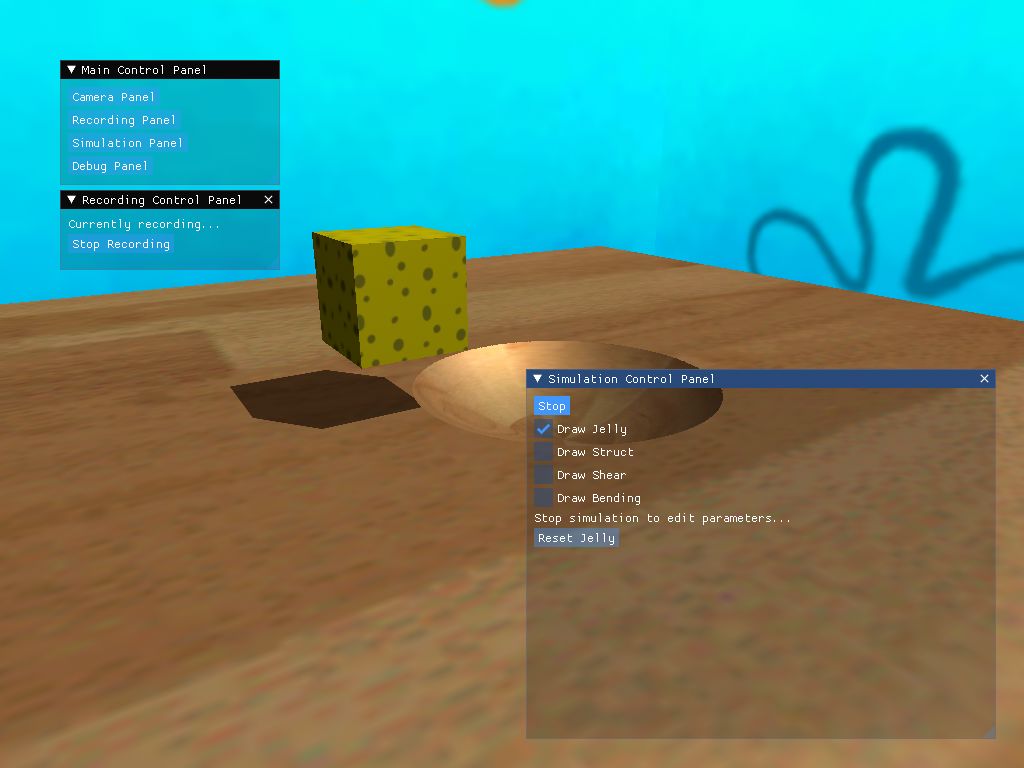 Main Control Panel
Camera Panel
Recording Panel
Simulation Panel
Debug Panel
Recording Control Panel
Currently recording...
Stop Recording
Simulation Control Panel
Stop
Draw Jelly
Draw Struct
Draw Shear
Draw Bending
Stop simulation to edit parameters...
Reset Jelly